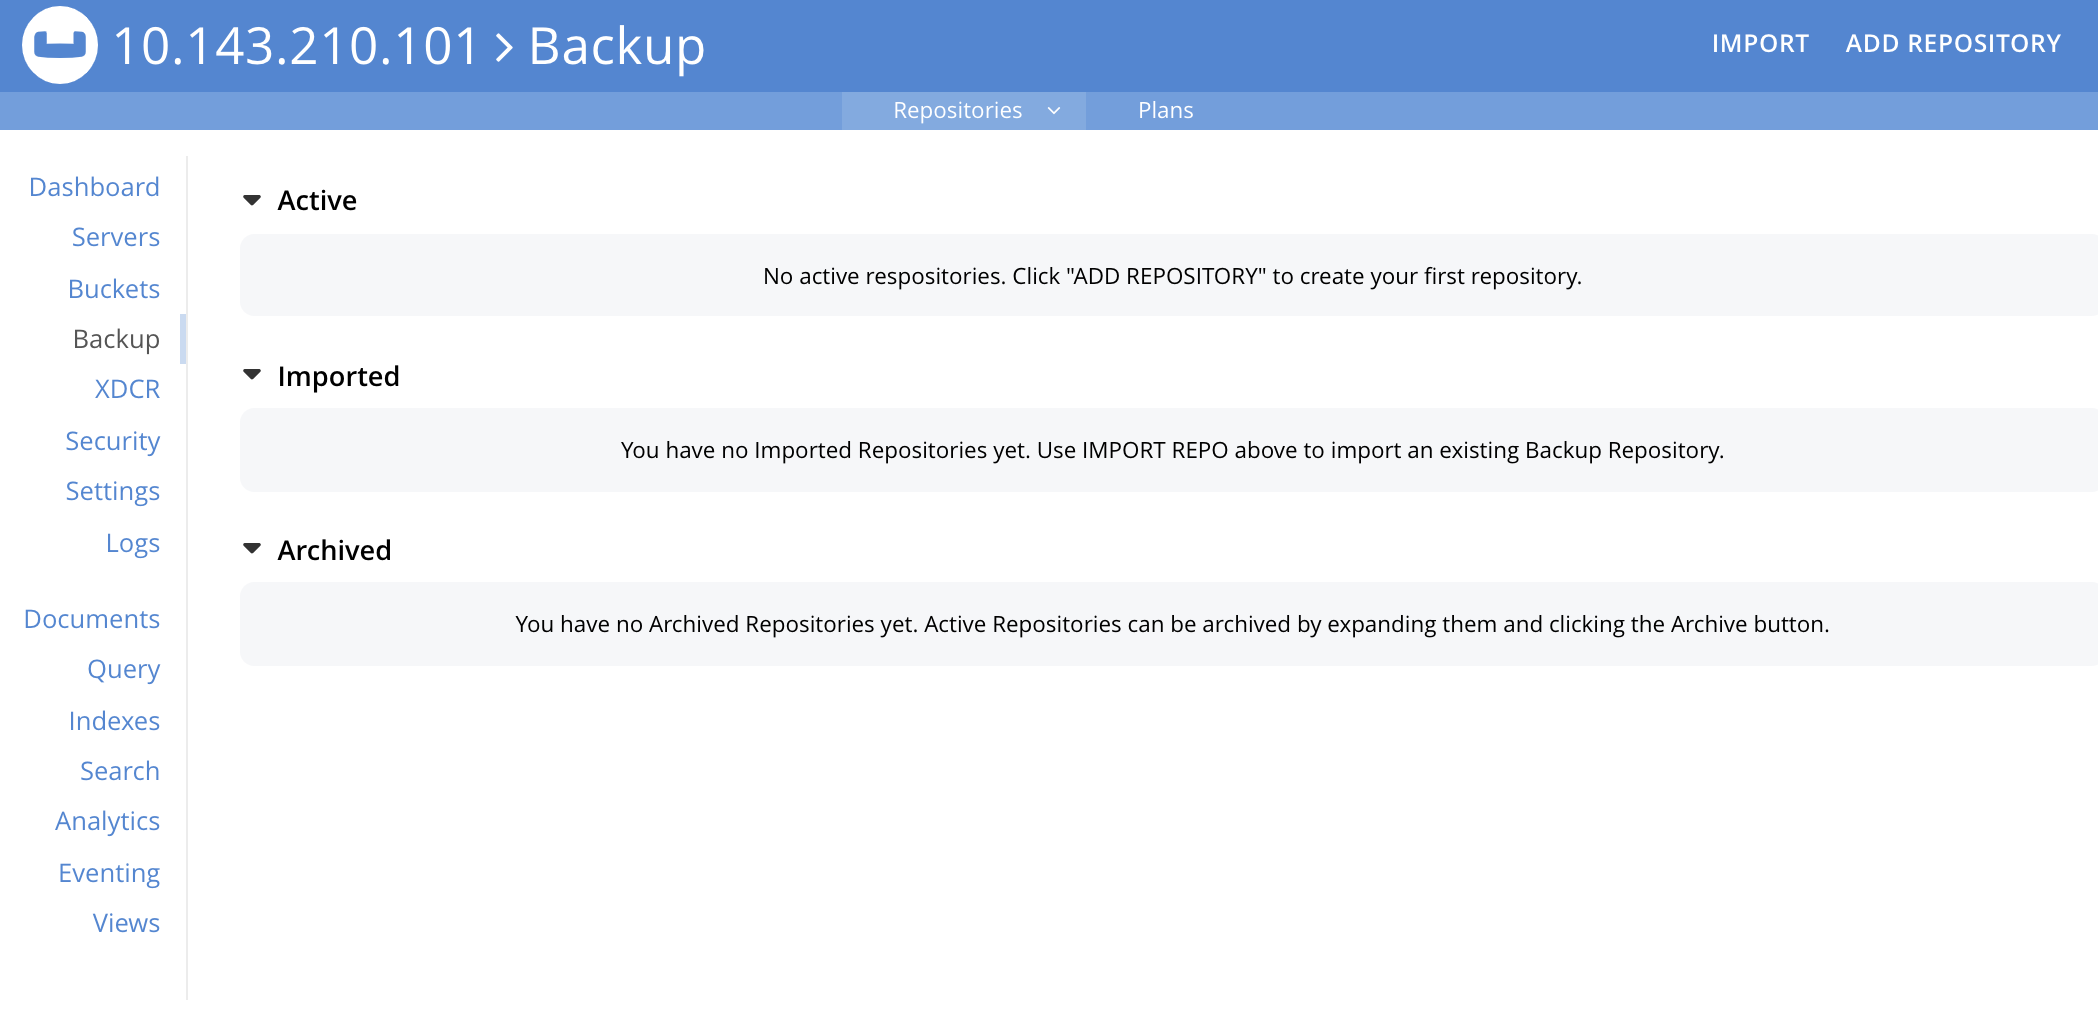 10.143.210.101 > Backup
IMPORT ADD REPOSITORY
Repositories Plans
Dashboard
Servers
Buckets
Backup
XDCR
Security
Settings
Logs
Documents
Query
Indexes
Search
Analytics
Eventing
Views
Active
No active respositories. Click "ADD REPOSITORY" to create your first repository.
Imported
You have no Imported Repositories yet. Use IMPORT REPO above to import an existing Backup Repository.
Archived
You have no Archived Repositories yet. Active Repositories can be archived by expanding them and clicking the Archive button.